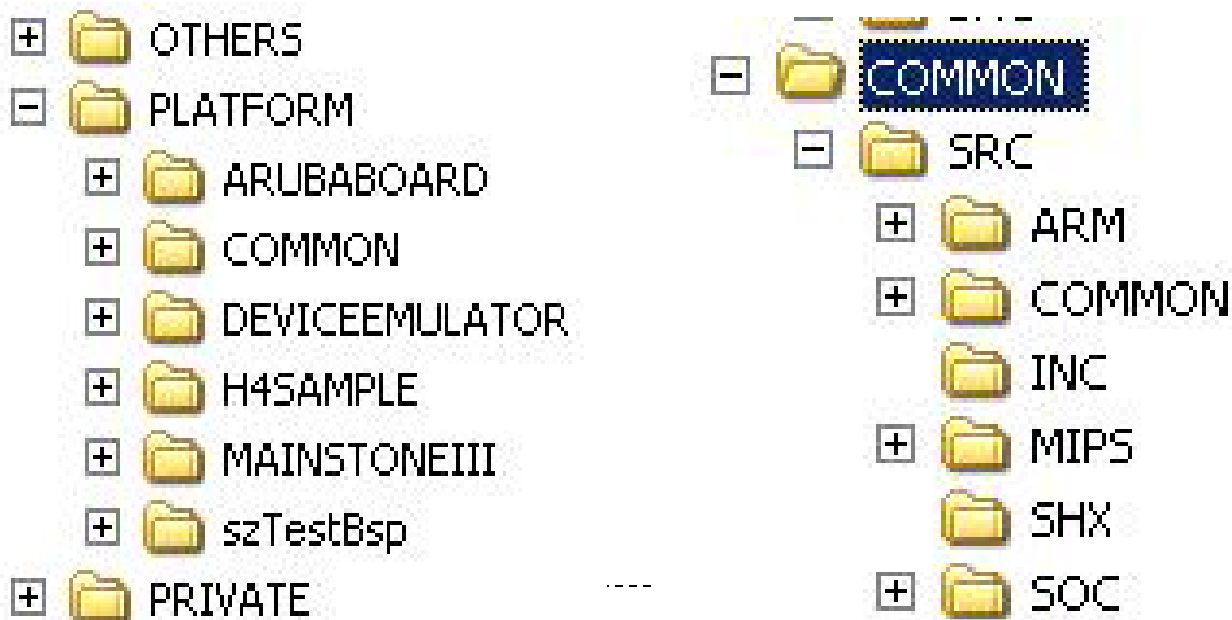 OTHERS
PLATFORM
ARUBABOARD
COMMON
DEVICEEMULATOR
H4SAMPLE
MAINSTONEIII
szTestBsp
PRIVATE
COMMON
SRC
ARM
COMMON
INC
MIPS
SHX
SOC